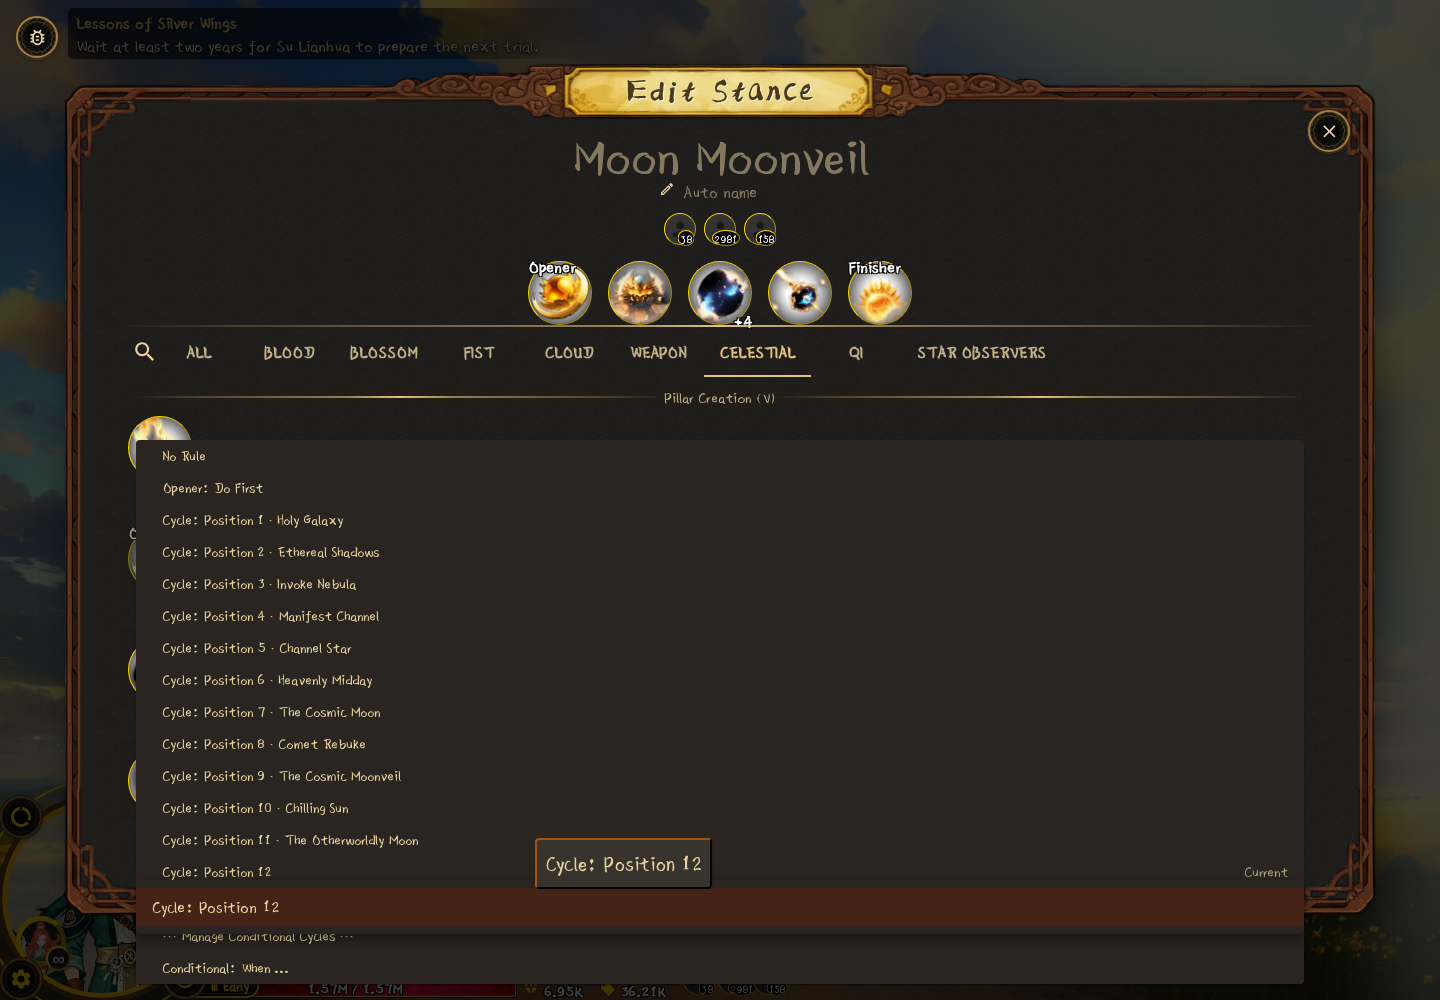 Lessons of Silver Wings
Wait at least two years for Su Lianhua to prepare the next trial.
Edit Stance
Moon Moonveil
Auto name
38 2981 158
Opener Finisher
+4
ALL BLOOD BLOSSOM FIST CLOUD WEAPON CELESTIAL QI STAR OBSERVERS
Pillar Creation (V)
No Rule
Opener: Do First
Cycle: Position 1 · Holy Galaxy
Cycle: Position 2 · Ethereal Shadows
Cycle: Position 3 · Invoke Nebula
Cycle: Position 4 · Manifest Channel
Cycle: Position 5 · Channel Star
Cycle: Position 6 · Heavenly Midday
Cycle: Position 7 · The Cosmic Moon
Cycle: Position 8 · Comet Rebuke
Cycle: Position 9 · The Cosmic Moonveil
Cycle: Position 10 · Chilling Sun
Cycle: Position 11 · The Otherworldly Moon
Cycle: Position 12
Cycle: Position 12 Current
Cycle: Position 12
--- Manage Conditional Cycles ---
Conditional: When...
Early 1.57M / 1.57M 6.95K 36.21K 38 2981 158